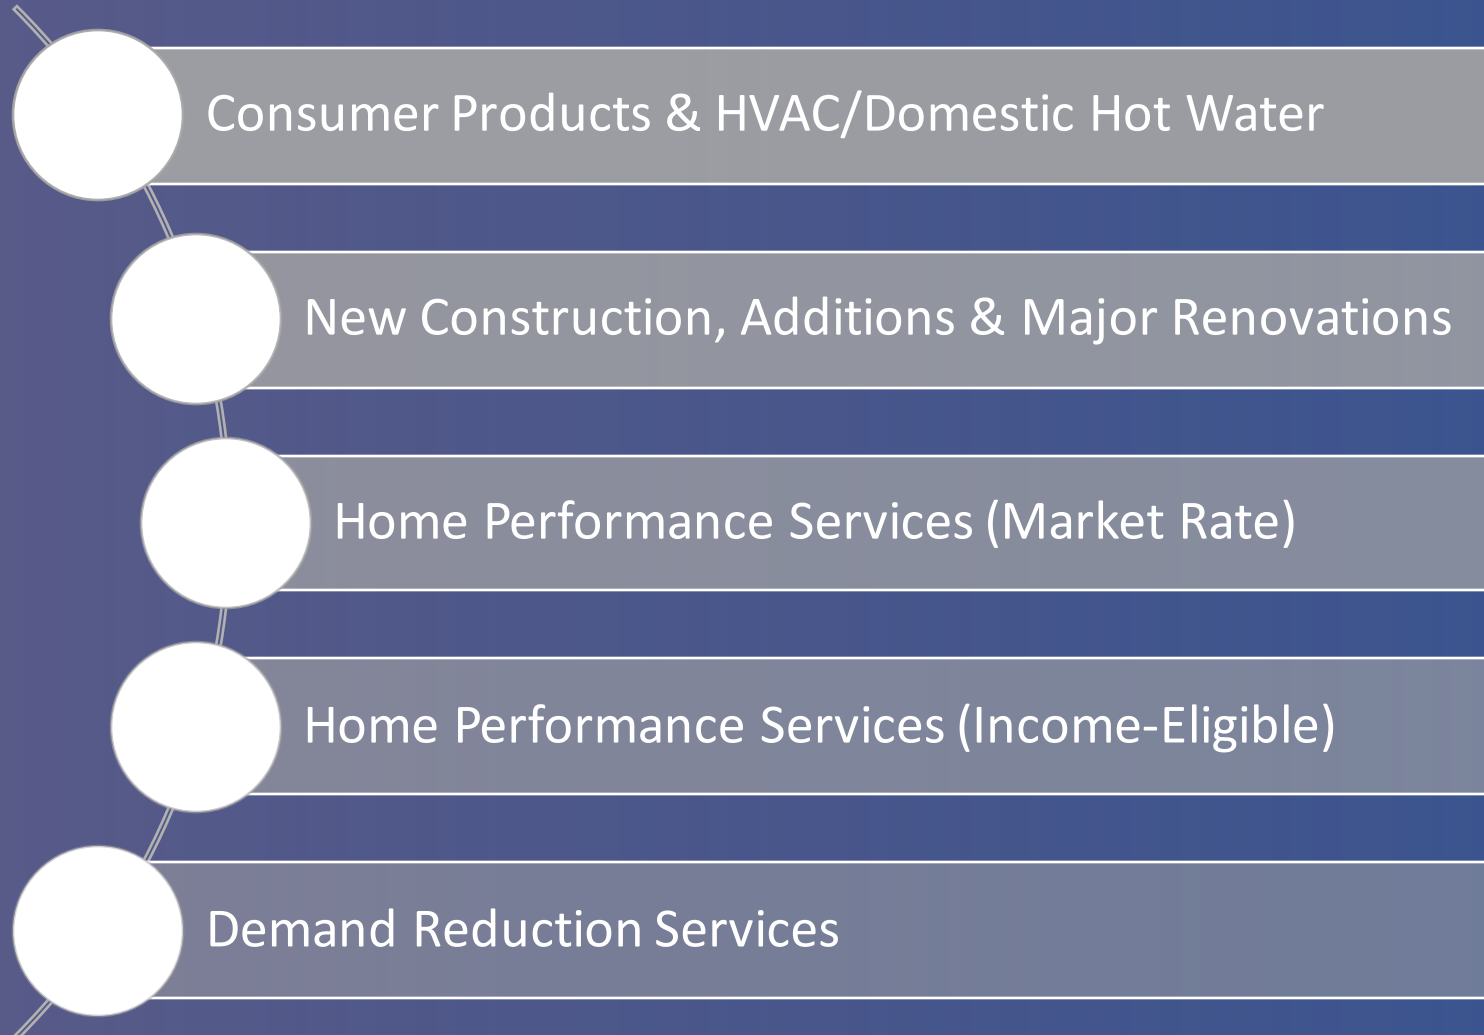 Consumer Products & HVAC/Domestic Hot Water
New Construction, Additions & Major Renovations
Home Performance Services (Market Rate)
Home Performance Services (Income-Eligible)
Demand Reduction Services